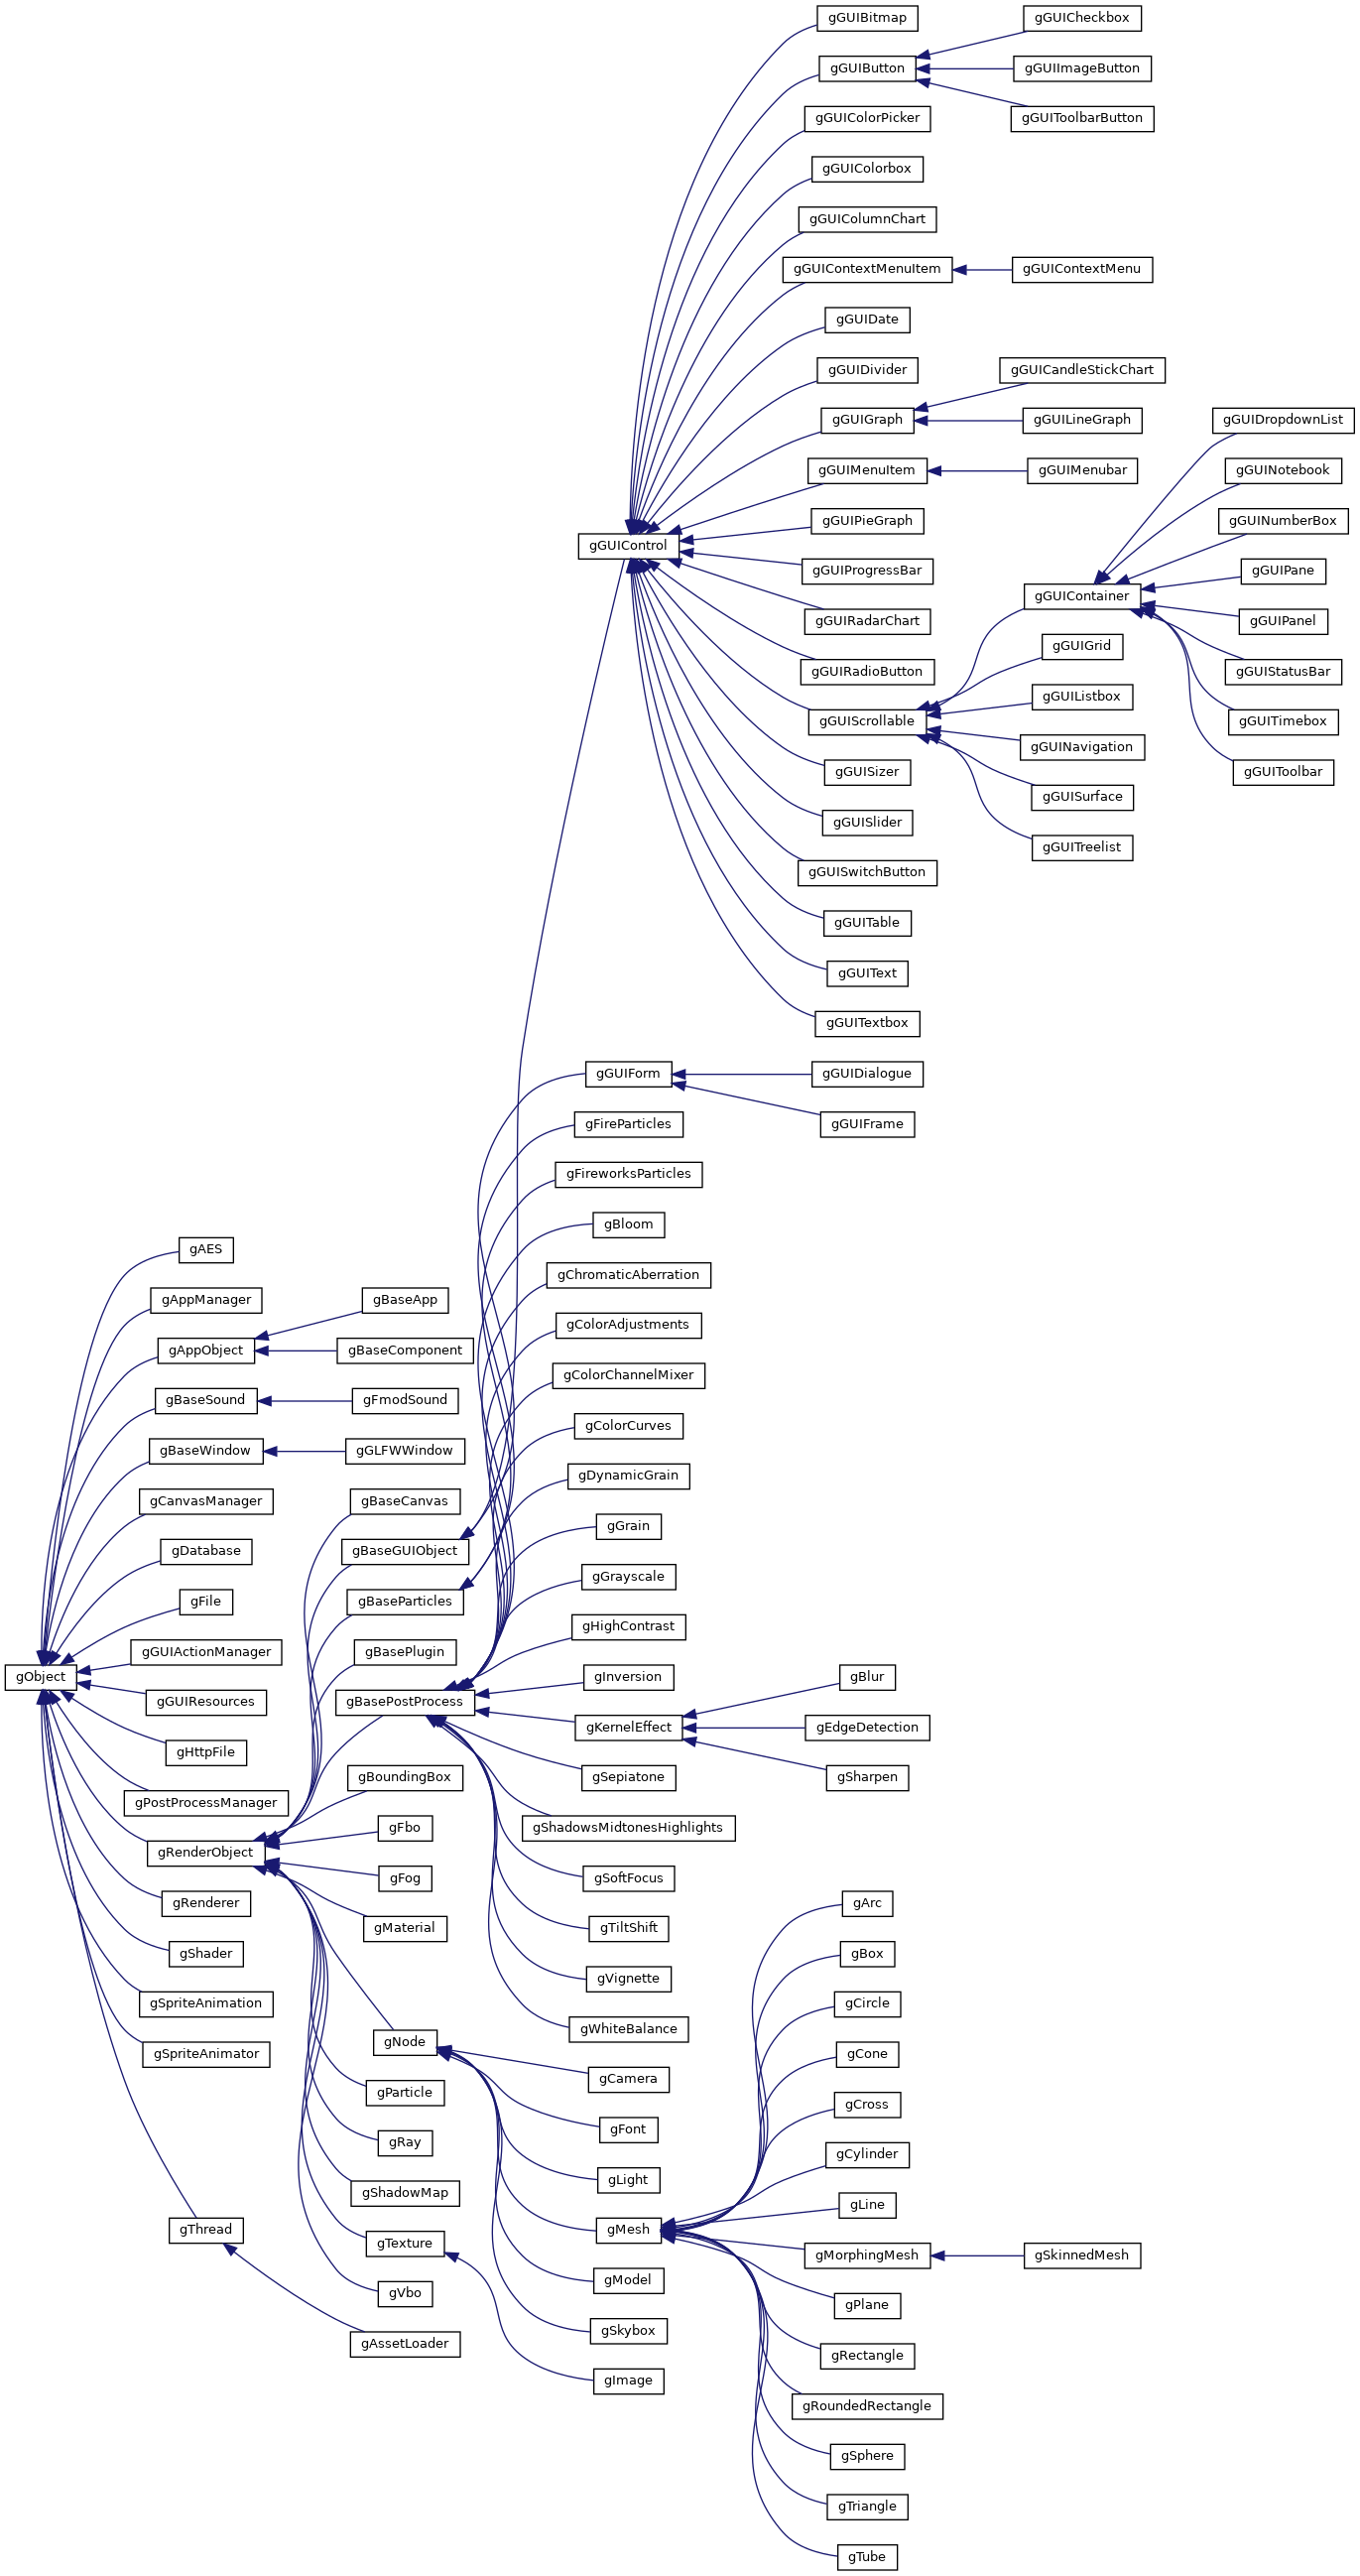 gObject
gAES
gAppManager
gAppObject
gBaseApp
gBaseComponent
gBaseSound
gFmodSound
gBaseWindow
gGLFWWindow
gCanvasManager
gDatabase
gFile
gGUIActionManager
gGUIResources
gHttpFile
gPostProcessManager
gRenderObject
gBaseCanvas
gBaseGUIObject
gGUIControl
gGUIBitmap
gGUIButton
gGUICheckbox
gGUIImageButton
gGUIToolbarButton
gGUIColorPicker
gGUIColorbox
gGUIColumnChart
gGUIContextMenuItem
gGUIContextMenu
gGUIDate
gGUIDivider
gGUIGraph
gGUICandleStickChart
gGUILineGraph
gGUIMenuItem
gGUIMenubar
gGUIPieGraph
gGUIProgressBar
gGUIRadarChart
gGUIRadioButton
gGUIScrollable
gGUIContainer
gGUIDropdownList
gGUINotebook
gGUINumberBox
gGUIPane
gGUIPanel
gGUIStatusBar
gGUITimebox
gGUIToolbar
gGUIGrid
gGUIListbox
gGUINavigation
gGUISurface
gGUITreelist
gGUISizer
gGUISlider
gGUISwitchButton
gGUITable
gGUIText
gGUITextbox
gGUIForm
gGUIDialogue
gGUIFrame
gBaseParticles
gFireParticles
gFireworksParticles
gBasePlugin
gBasePostProcess
gBloom
gChromaticAberration
gColorAdjustments
gColorChannelMixer
gColorCurves
gDynamicGrain
gGrain
gGrayscale
gHighContrast
gInversion
gKernelEffect
gBlur
gEdgeDetection
gSharpen
gSepiatone
gShadowsMidtonesHighlights
gSoftFocus
gTiltShift
gVignette
gWhiteBalance
gBoundingBox
gFbo
gFog
gMaterial
gNode
gCamera
gFont
gLight
gMesh
gArc
gBox
gCircle
gCone
gCross
gCylinder
gLine
gMorphingMesh
gSkinnedMesh
gPlane
gRectangle
gRoundedRectangle
gSphere
gTriangle
gTube
gModel
gSkybox
gParticle
gRay
gShadowMap
gTexture
gImage
gVbo
gRenderer
gShader
gSpriteAnimation
gSpriteAnimator
gThread
gAssetLoader